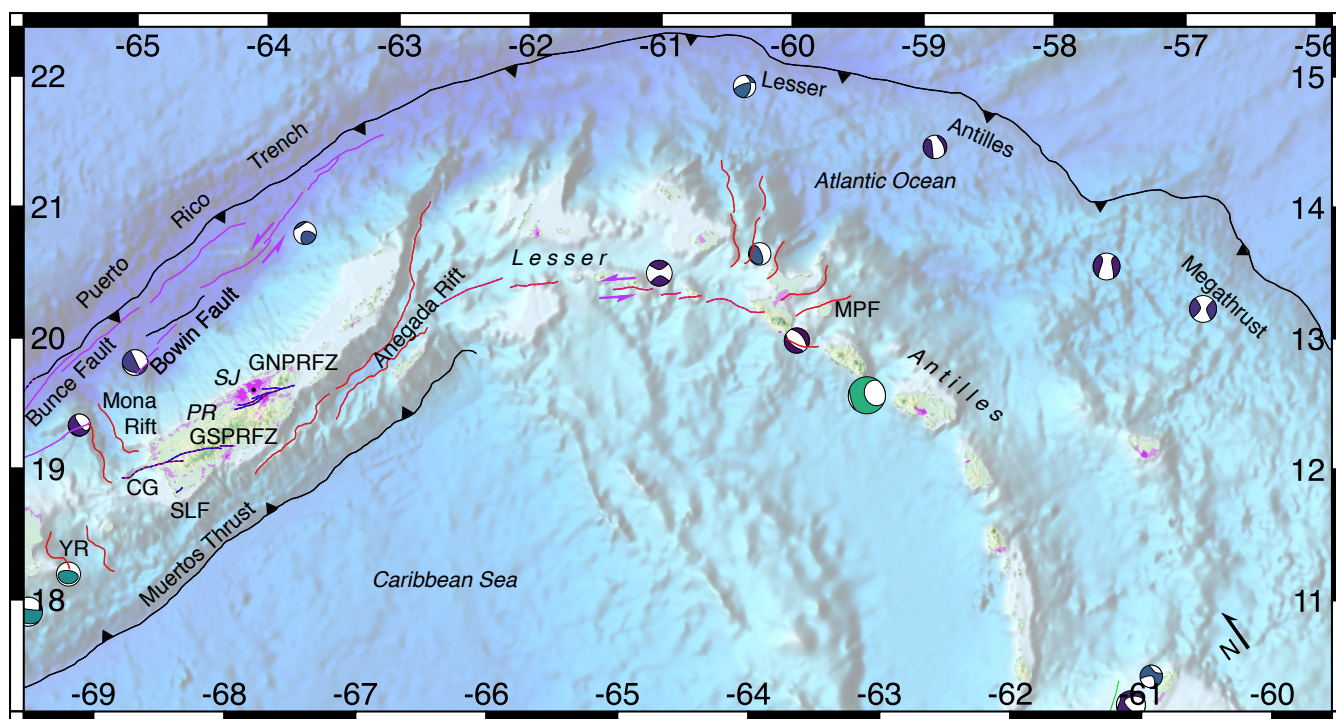 -65 -64 -63 -62 -61 -60 -59 -58 -57 -56
22
15
Lesser
Antilles
Trench
Atlantic Ocean
Rico
21
14
Puerto
Lesser
Megathrust
Anegada Rift
MPF
20
13
Bowin Fault
Bunce Fault
GNPRFZ
SJ
Antilles
Mona
Rift
PR
GSPRFZ
19
12
CG
SLF
YR
Muertos Thrust
Caribbean Sea
18
11
N
-69 -68 -67 -66 -65 -64 -63 -62 -61 -60